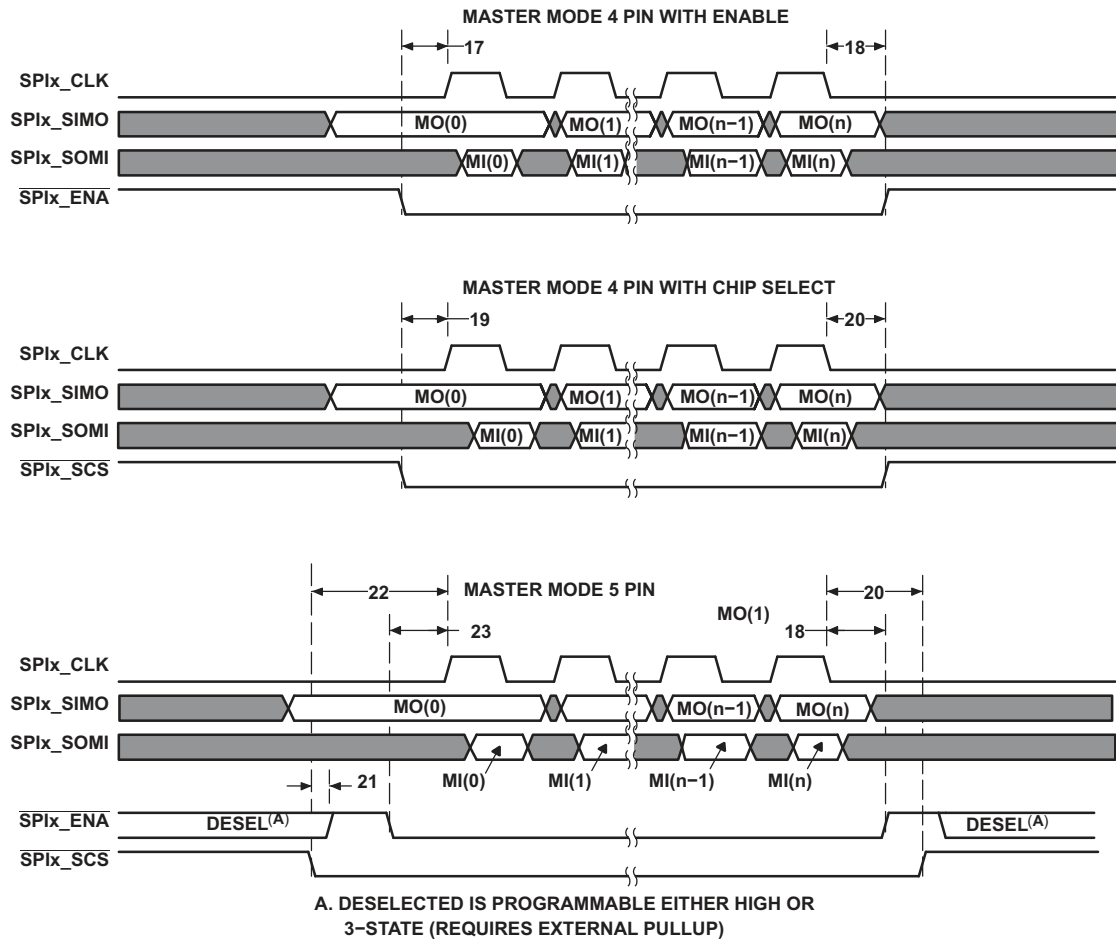 MASTER MODE 4 PIN WITH ENABLE
17
18
SPIx_CLK
SPIx_SIMO
MO(0)
MO(1)
MO(n−1)
MO(n)
SPIx_SOMI
MI(0)
MI(1)
MI(n−1)
MI(n)
SPIx_ENA
MASTER MODE 4 PIN WITH CHIP SELECT
19
20
SPIx_CLK
SPIx_SIMO
MO(0)
MO(1)
MO(n−1)
MO(n)
SPIx_SOMI
MI(0)
MI(1)
MI(n−1)
MI(n)
SPIx_SCS
22
MASTER MODE 5 PIN
20
MO(1)
23
18
SPIx_CLK
SPIx_SIMO
MO(0)
MO(n−1)
MO(n)
SPIx_SOMI
21
MI(0)
MI(1)
MI(n−1)
MI(n)
SPIx_ENA
DESEL(A)
DESEL(A)
SPIx_SCS
A. DESELECTED IS PROGRAMMABLE EITHER HIGH OR
3−STATE (REQUIRES EXTERNAL PULLUP)